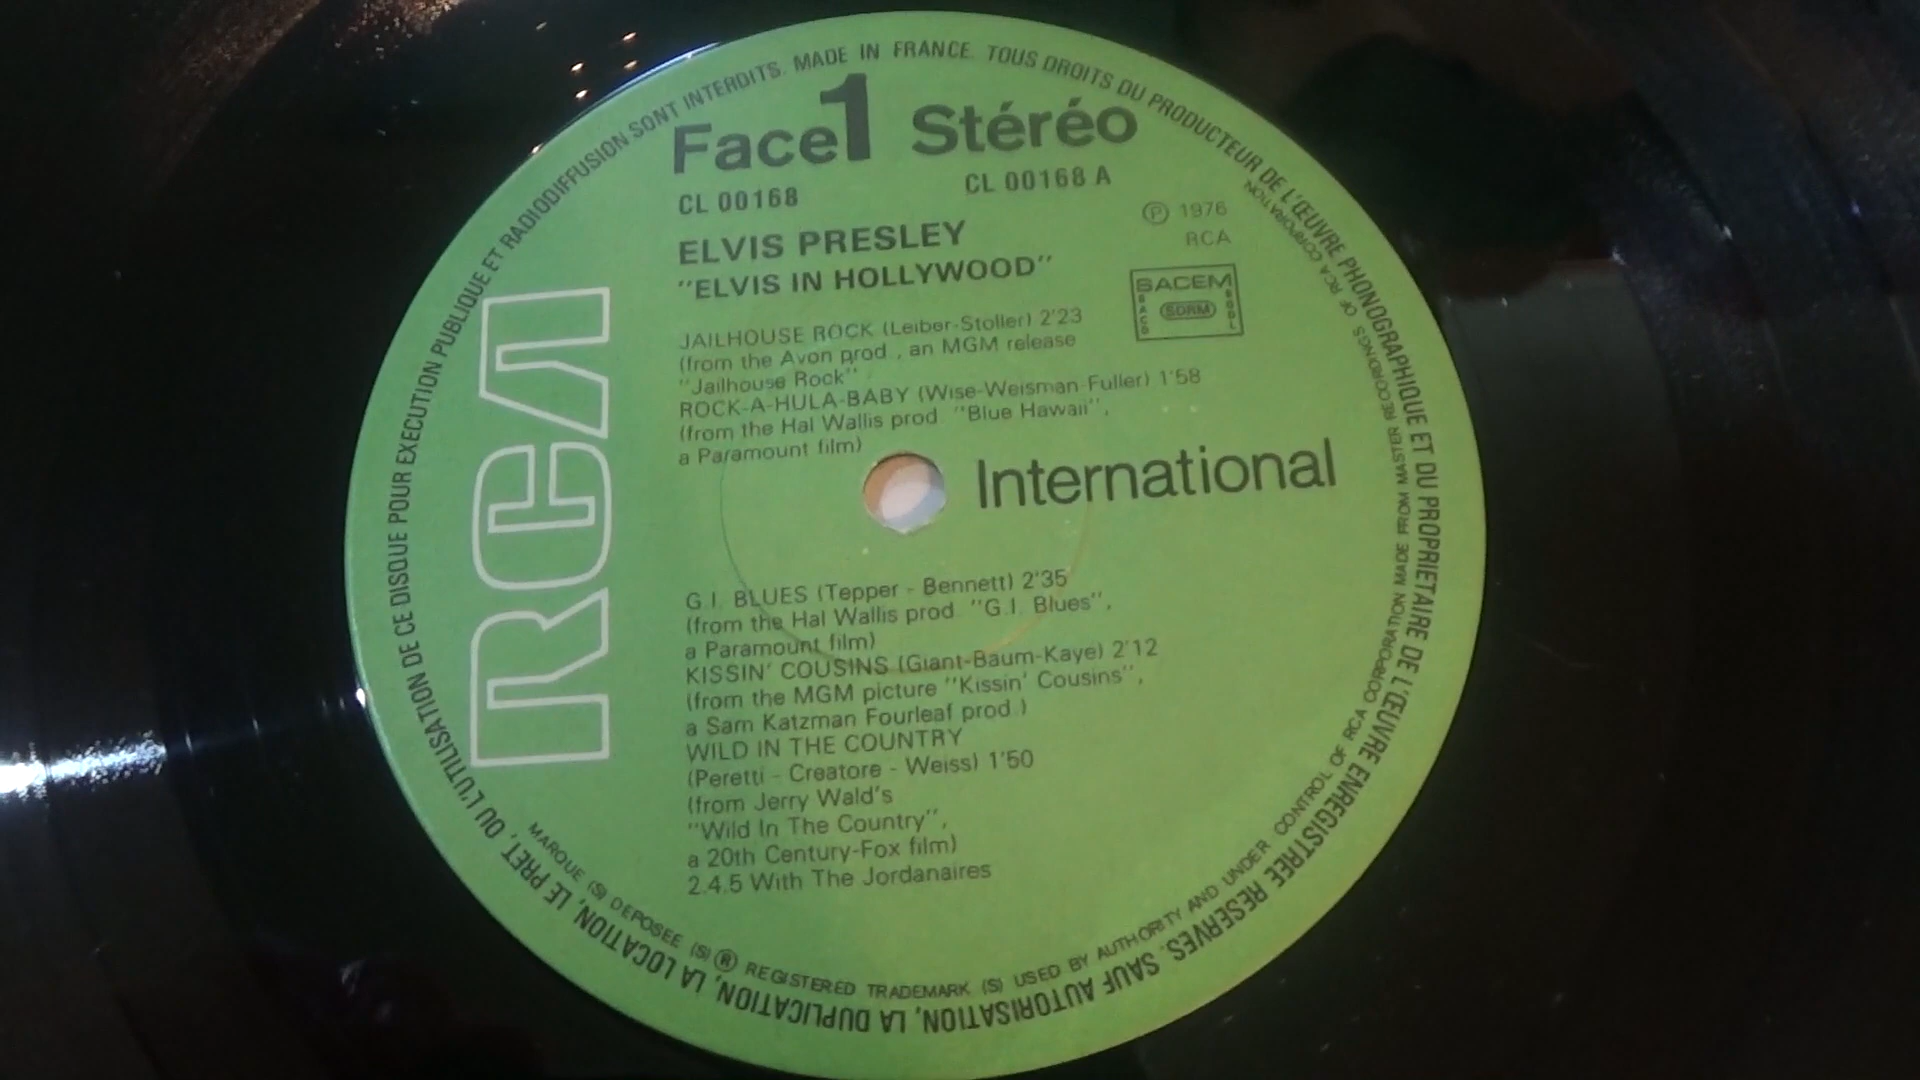 MADE IN FRANCE. TOUS DROITS DU PRODUCTEUR DE L'ŒUVRE PHONOGRAPHIQUE ET DU PROPRIETAIRE DE L'ŒUVRE ENREGISTREE RESERVES. SAUF AUTORISATION, LA DUPLICATION, LA LOCATION, LE PRET, OU L'UTILISATION DE CE DISQUE POUR EXECUTION PUBLIQUE ET RADIODIFFUSION SONT INTERDITS.
Face 1 Stéréo
CL 00168 CL 00168 A
ELVIS PRESLEY
"ELVIS IN HOLLYWOOD"
℗ 1976
RCA
SACEM
SACD SDRM SGDL
JAILHOUSE ROCK (Leiber-Stoller) 2'23
(from the Avon prod., an MGM release
"Jailhouse Rock"
ROCK-A-HULA-BABY (Wise-Weisman-Fuller) 1'58
(from the Hal Wallis prod. "Blue Hawaii",
a Paramount film)
RCA
International
G.I. BLUES (Tepper - Bennett) 2'35
(from the Hal Wallis prod. "G.I. Blues",
a Paramount film)
KISSIN' COUSINS (Giant-Baum-Kaye) 2'12
(from the MGM picture "Kissin' Cousins",
a Sam Katzman Fourleaf prod.)
WILD IN THE COUNTRY
(Peretti - Creatore - Weiss) 1'50
(from Jerry Wald's
"Wild In The Country",
a 20th Century-Fox film)
2.4.5 With The Jordanaires
MARQUE (S) DEPOSEE (S) ® REGISTERED TRADEMARK (S) USED BY AUTHORITY AND UNDER CONTROL OF RCA CORPORATION MADE FROM MASTER RECORDINGS OF RCA CORPORATION